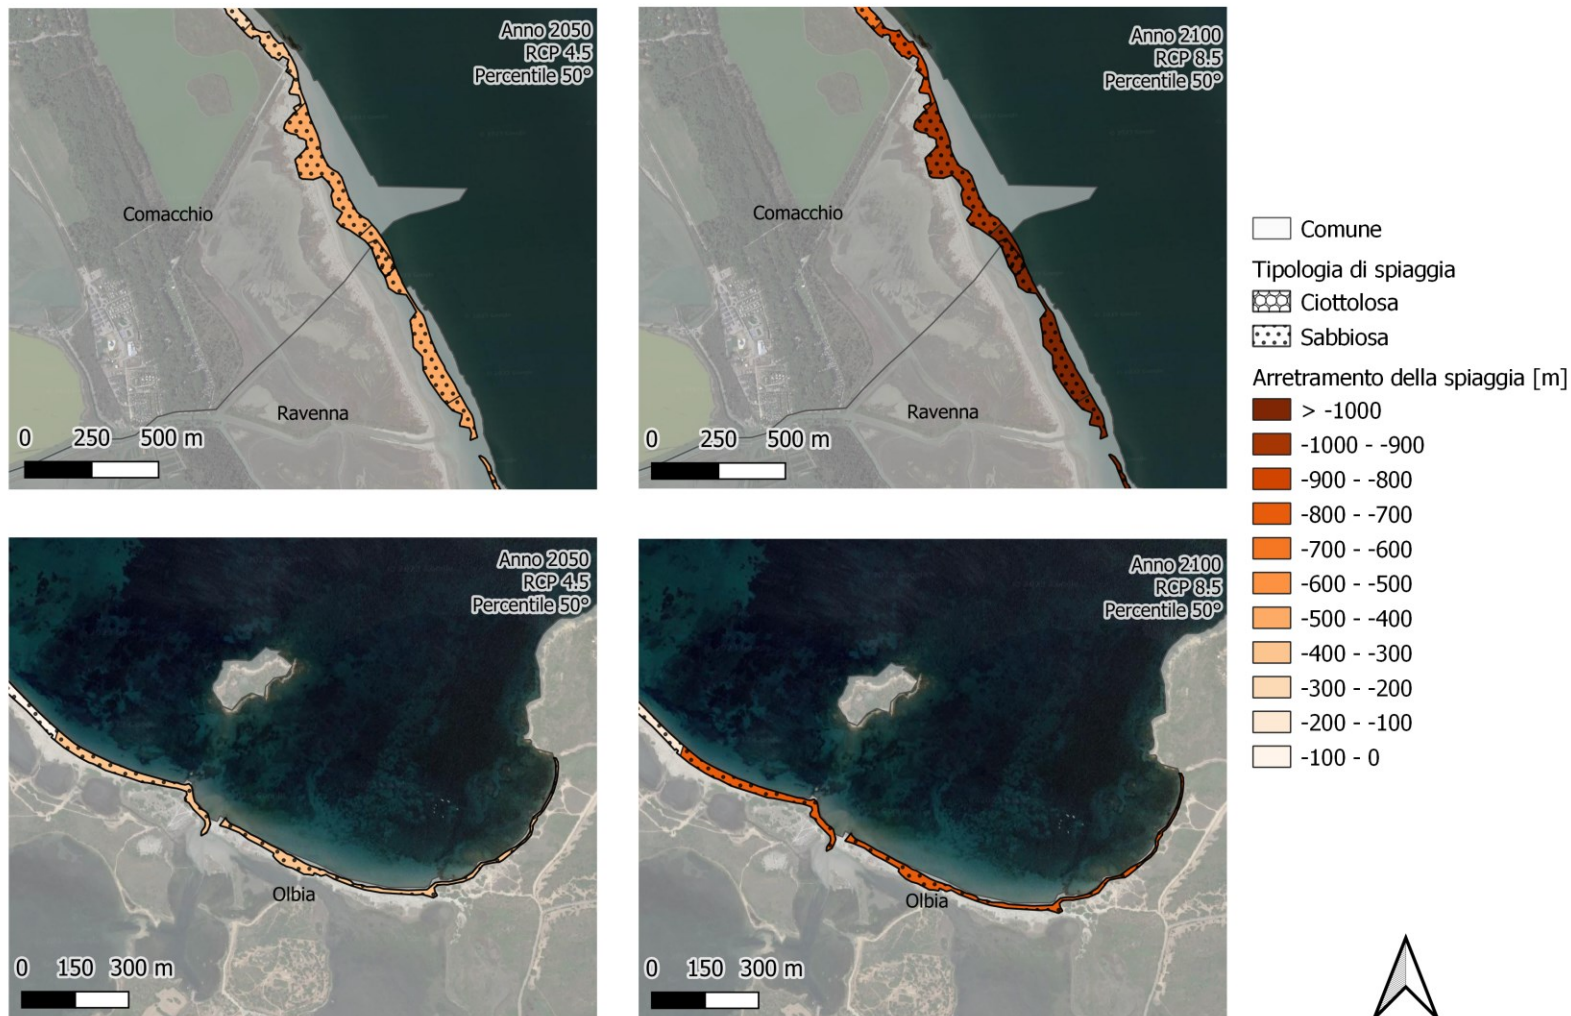 Anno 2050
RCP 4.5
Percentile 50°
Comacchio
Ravenna
0 250 500 m
Anno 2100
RCP 8.5
Percentile 50°
Comacchio
Ravenna
0 250 500 m
Anno 2050
RCP 4.5
Percentile 50°
Olbia
0 150 300 m
Anno 2100
RCP 8.5
Percentile 50°
Olbia
0 150 300 m
Comune
Tipologia di spiaggia
Ciottolosa
Sabbiosa
Arretramento della spiaggia [m]
> -1000
-1000 - -900
-900 - -800
-800 - -700
-700 - -600
-600 - -500
-500 - -400
-400 - -300
-300 - -200
-200 - -100
-100 - 0